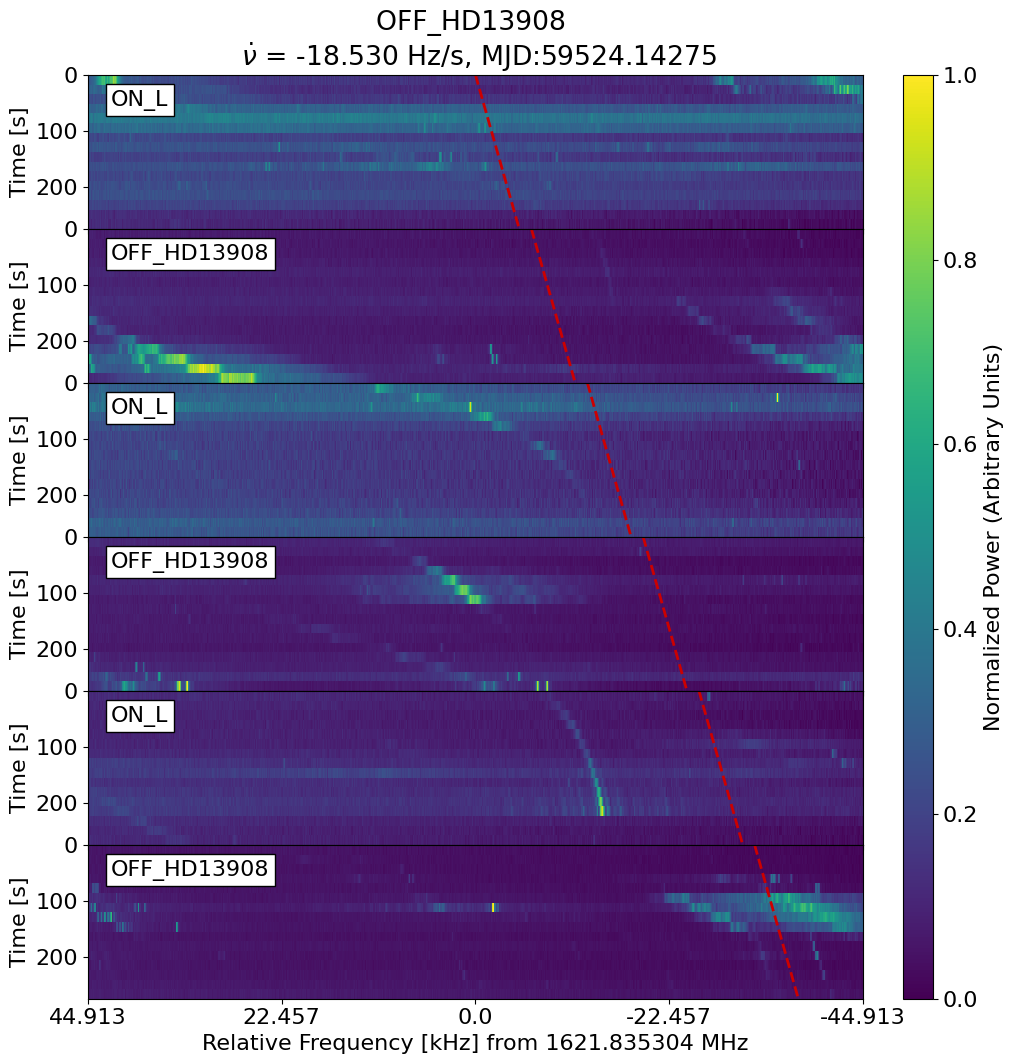 OFF_HD13908
ν̇ = -18.530 Hz/s, MJD:59524.14275
0
ON_L
100
Time [s]
200
0
OFF_HD13908
100
Time [s]
200
0
ON_L
100
Time [s]
200
0
OFF_HD13908
100
Time [s]
200
0
ON_L
100
Time [s]
200
0
OFF_HD13908
100
Time [s]
200
44.913 22.457 0.0 -22.457 -44.913
Relative Frequency [kHz] from 1621.835304 MHz
1.0
0.8
0.6
0.4
0.2
0.0
Normalized Power (Arbitrary Units)